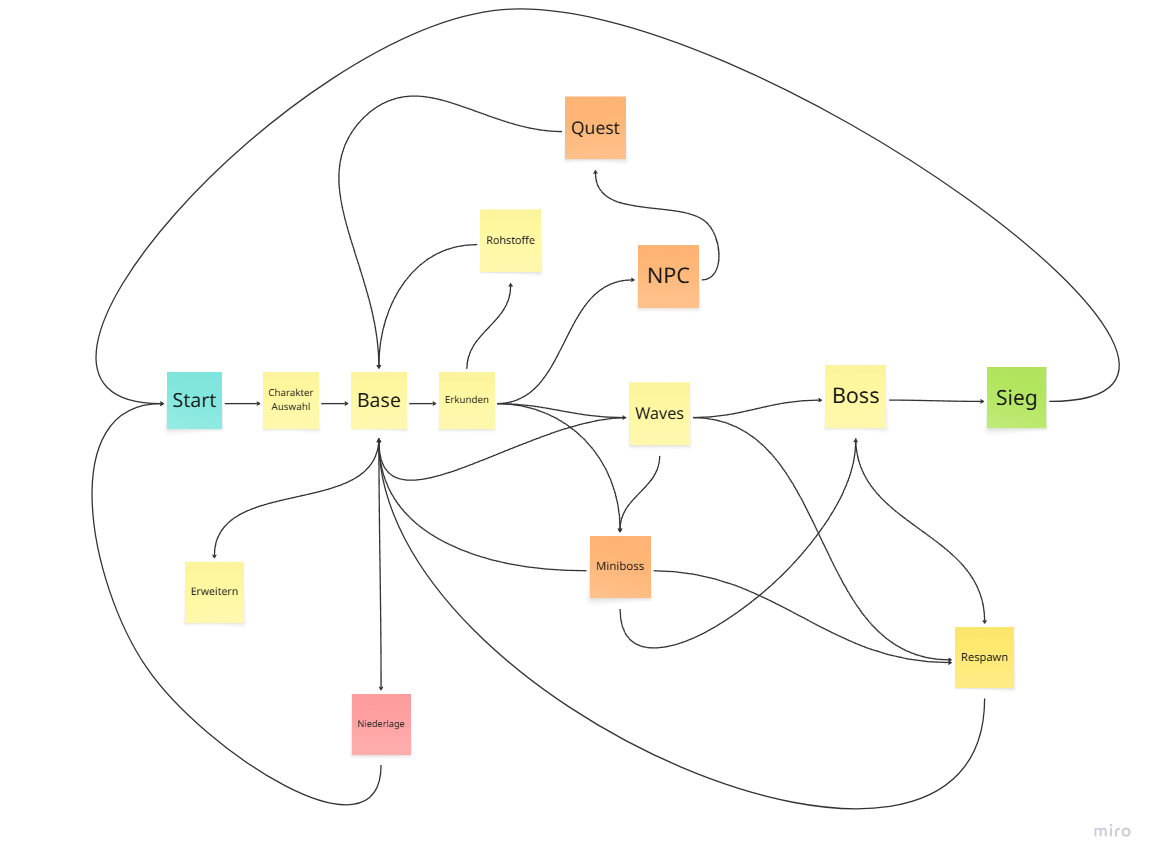 Quest
Rohstoffe
NPC
Start
Charakter
Auswahl
Base
Erkunden
Waves
Boss
Sieg
Erweitern
Miniboss
Respawn
Niederlage
miro